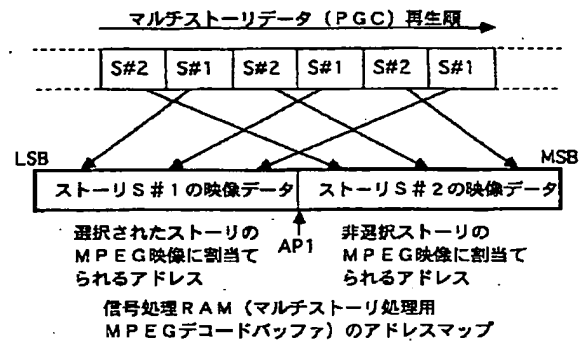 マルチストーリデータ（PGC）再生順
S#2 S#1 S#2 S#1 S#2 S#1
LSB MSB
ストーリS#1の映像データ ストーリS#2の映像データ
AP1
選択されたストーリの
MPEG映像に割当て
られるアドレス
非選択ストーリの
MPEG映像に割当て
られるアドレス
信号処理RAM（マルチストーリ処理用
MPEGデコードバッファ）のアドレスマップ